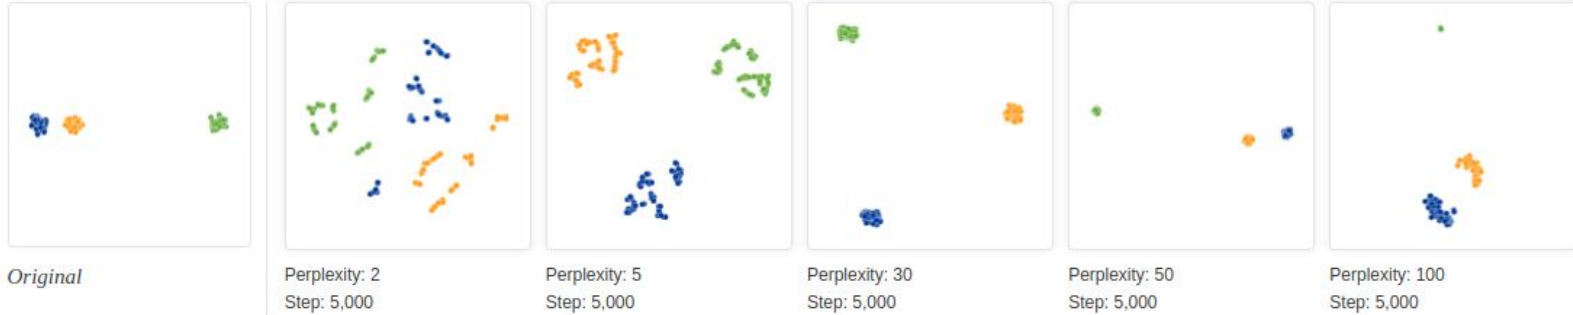 Original
Perplexity: 2
Step: 5,000
Perplexity: 5
Step: 5,000
Perplexity: 30
Step: 5,000
Perplexity: 50
Step: 5,000
Perplexity: 100
Step: 5,000